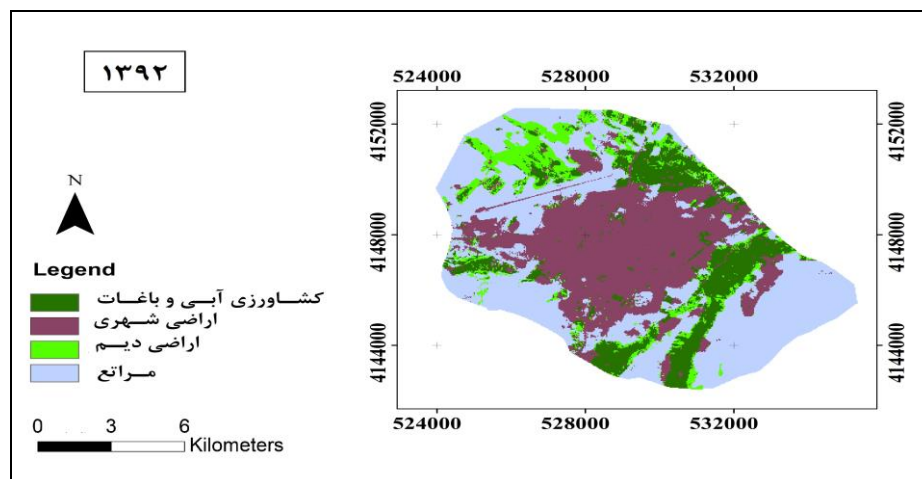 ۱۳۹۲
524000 528000 532000
4152000 4152000
4148000 4148000
4144000 4144000
524000 528000 532000
N
Legend
کشاورزی آبی و باغات
اراضی شهری
اراضی دیم
مراتع
0 3 6
Kilometers